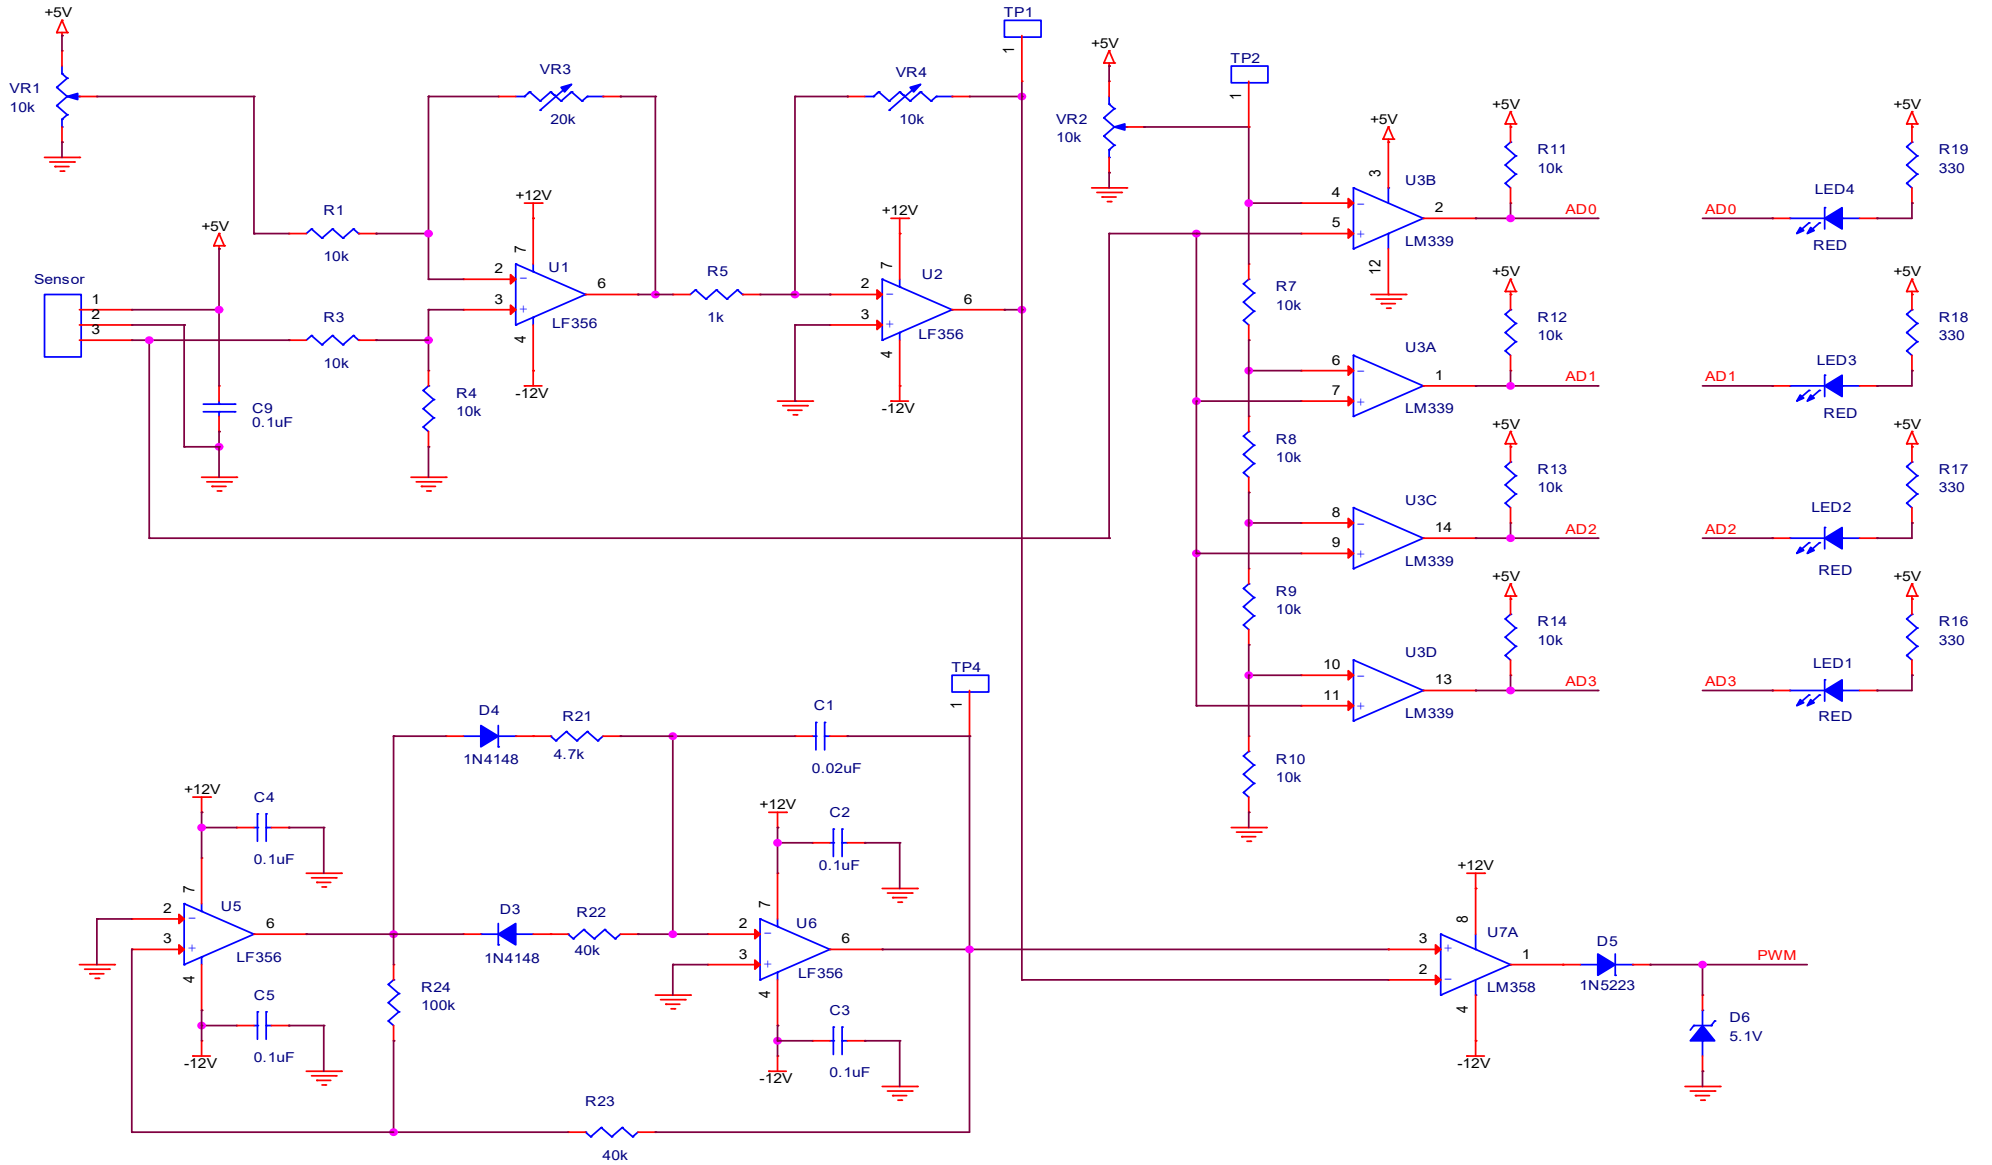 +5V
VR1
10k
VR3
20k
VR4
10k
TP1
1
+5V
VR2
10k
TP2
1
R1
10k
+5V
Sensor
1
2
3
C9
0.1uF
R3
10k
R4
10k
+12V
7
2
3
U1
6
4
LF356
-12V
R5
1k
+12V
7
2
3
U2
6
4
LF356
-12V
+5V
3
4
5
U3B
2
LM339
12
+5V
R11
10k
AD0
AD0
LED4
RED
+5V
R19
330
R7
10k
6
7
U3A
1
LM339
+5V
R12
10k
AD1
AD1
LED3
RED
+5V
R18
330
R8
10k
8
9
U3C
14
LM339
+5V
R13
10k
AD2
AD2
LED2
RED
+5V
R17
330
R9
10k
10
11
U3D
13
LM339
+5V
R14
10k
AD3
AD3
LED1
RED
+5V
R16
330
R10
10k
TP4
1
D4
1N4148
R21
4.7k
C1
0.02uF
+12V
C4
0.1uF
7
2
3
U5
6
4
LF356
C5
0.1uF
-12V
D3
1N4148
R22
40k
R24
100k
+12V
C2
0.1uF
7
2
3
U6
6
4
LF356
C3
0.1uF
-12V
R23
40k
+12V
8
3
2
U7A
1
LM358
4
-12V
D5
1N5223
PWM
D6
5.1V